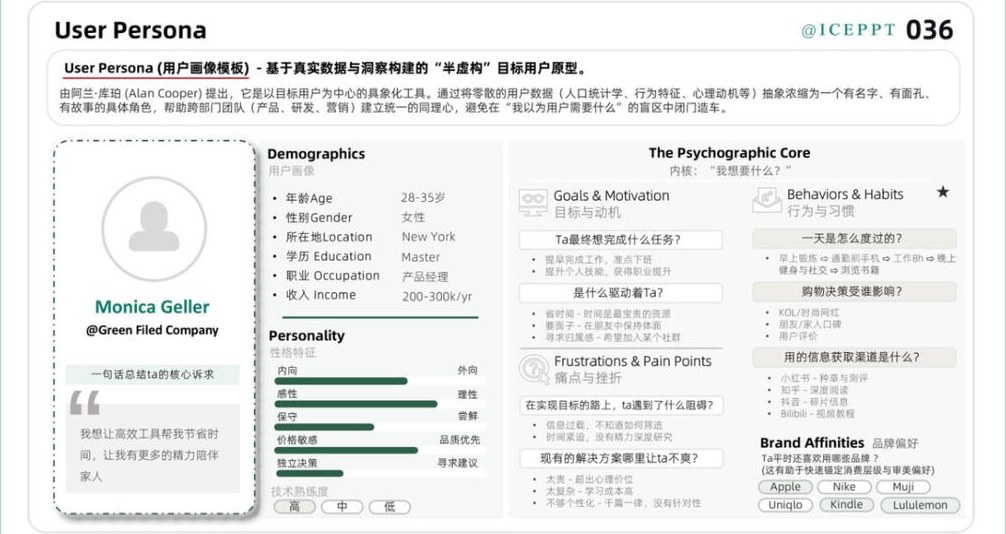 User Persona
@ICEPPT 036
User Persona (用户画像模板) - 基于真实数据与洞察构建的“半虚构”目标用户原型。
由阿兰·库珀 (Alan Cooper) 提出，它是以目标用户为中心的具象化工具。通过将零散的用户数据（人口统计学、行为特征、心理动机等）抽象浓缩为一个有名字、有面孔、
有故事的具体角色，帮助跨部门团队（产品、研发、营销）建立统一的同理心，避免在“我以为用户需要什么”的盲区中闭门造车。
Monica Geller
@Green Filed Company
一句话总结ta的核心诉求
我想让高效工具帮我节省时
间，让我有更多的精力陪伴
家人
Demographics
用户画像
• 年龄Age 28-35岁
• 性别Gender 女性
• 所在地Location New York
• 学历 Education Master
• 职业 Occupation 产品经理
• 收入 Income 200-300k/yr
Personality
性格特征
内向 外向
感性 理性
保守 尝鲜
价格敏感 品质优先
独立决策 寻求建议
技术熟练度
高 中 低
The Psychographic Core
内核：“我想要什么？”
Goals & Motivation
目标与动机
Ta最终想完成什么任务？
• 提早完成工作，准点下班
• 提升个人技能，获得职业提升
是什么驱动着Ta？
• 省时间 - 时间是最宝贵的资源
• 要面子 - 在朋友中保持体面
• 寻求归属感 - 希望加入某个社群
Frustrations & Pain Points
痛点与挫折
在实现目标的路上，ta遇到了什么阻碍？
• 信息过载，不知道如何筛选
• 时间紧迫，没有精力深度研究
现有的解决方案哪里让ta不爽？
• 太贵 - 超出心理价位
• 太复杂 - 学习成本高
• 不够个性化 - 千篇一律，没有针对性
Behaviors & Habits
行为与习惯
一天是怎么度过的？
• 早上锻炼 ⇨ 通勤刷手机 ⇨ 工作8h ⇨ 晚上
健身与社交 ⇨ 浏览书籍
购物决策受谁影响？
• KOL/时尚网红
• 朋友/家人口碑
• 用户评价
用的信息获取渠道是什么？
• 小红书 - 种草与测评
• 知乎 - 深度阅读
• 抖音 - 碎片信息
• Bilibili - 视频教程
Brand Affinities 品牌偏好
Ta平时还喜欢用哪些品牌？
(这有助于快速锚定消费层级与审美偏好)
Apple Nike Muji
Uniqlo Kindle Lululemon